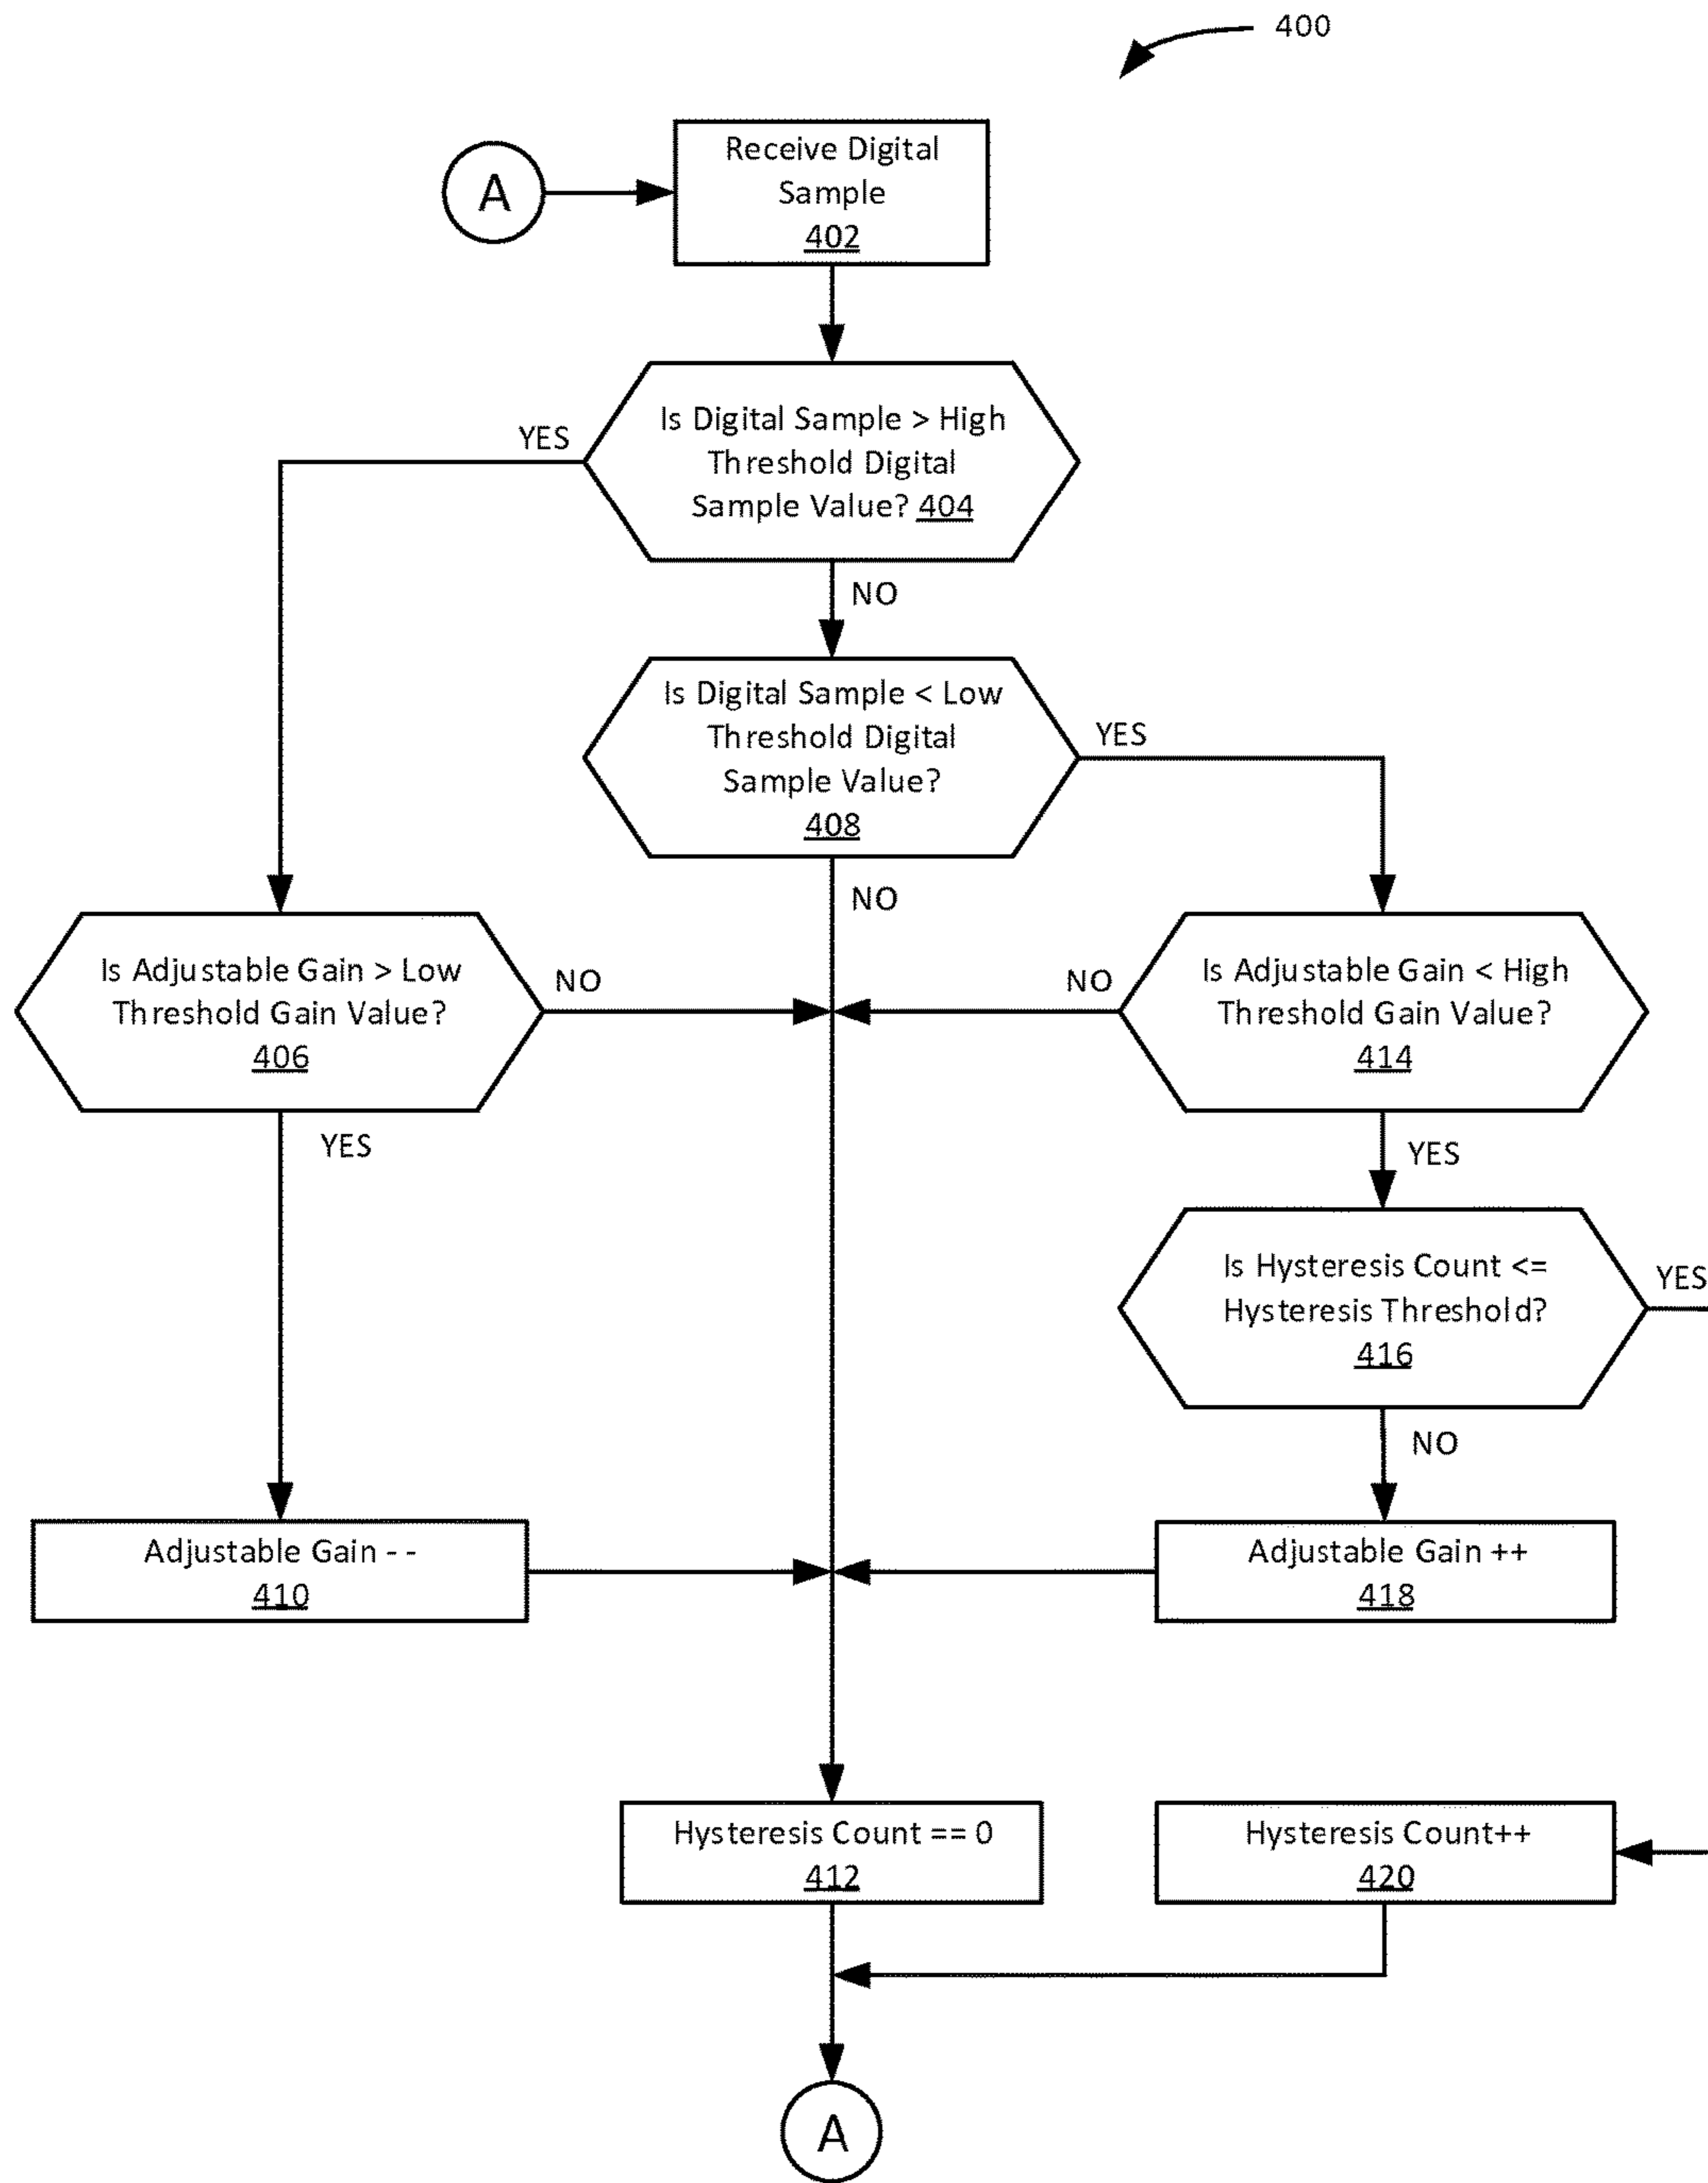 400
A
Receive Digital
Sample
402
Is Digital Sample > High
Threshold Digital
Sample Value? 404
YES
NO
Is Digital Sample < Low
Threshold Digital
Sample Value?
408
YES
NO
Is Adjustable Gain > Low
Threshold Gain Value?
406
NO
YES
Is Adjustable Gain < High
Threshold Gain Value?
414
NO
YES
Is Hysteresis Count <=
Hysteresis Threshold?
416
YES
NO
Adjustable Gain - -
410
Adjustable Gain ++
418
Hysteresis Count == 0
412
Hysteresis Count++
420
A